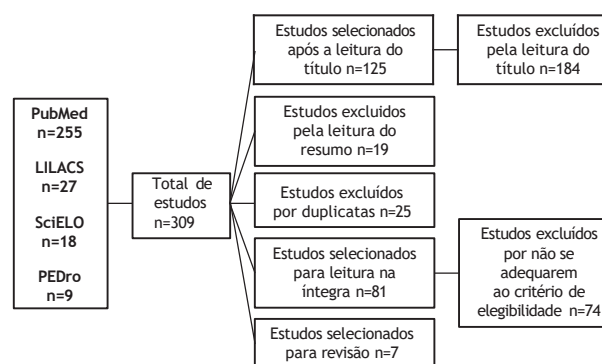 PubMed
n=255
LILACS
n=27
SciELO
n=18
PEDro
n=9
Total de
estudos
n=309
Estudos selecionados
após a leitura do
título n=125
Estudos excluídos
pela leitura do
título n=184
Estudos excluidos
pela leitura do
resumo n=19
Estudos excluídos
por duplicatas n=25
Estudos selecionados
para leitura na
íntegra n=81
Estudos excluídos
por não se
adequarem
ao critério de
elegibilidade n=74
Estudos selecionados
para revisão n=7